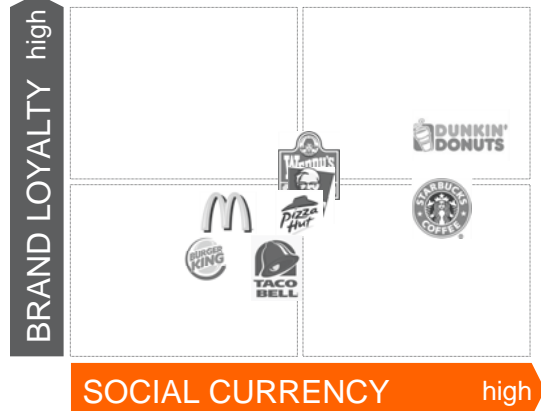 BRAND LOYALTY high
DUNKIN'
DONUTS
Wendy's
STARBUCKS
COFFEE
Pizza
Hut
BURGER
KING
TACO
BELL
SOCIAL CURRENCY high